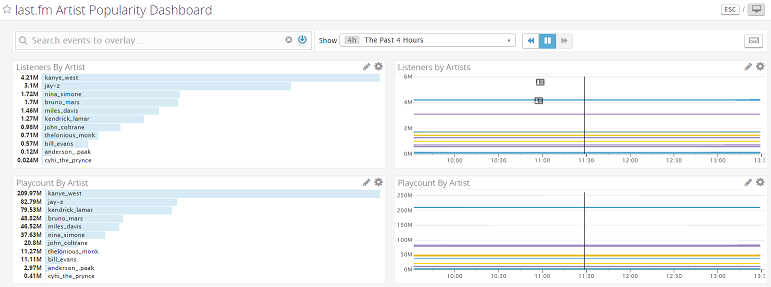 last.fm Artist Popularity Dashboard
ESC /
Search events to overlay...
Show 4h The Past 4 Hours
Listeners By Artist
4.21M kanye_west
3.1M jay-z
1.72M nina_simone
1.7M bruno_mars
1.46M miles_davis
1.27M kendrick_lamar
0.98M john_coltrane
0.71M thelonious_monk
0.57M bill_evans
0.12M anderson_.paak
0.024M cyhi_the_prynce
Listeners by Artists
6M
4M
2M
0M
10:00 10:30 11:00 11:30 12:00 12:30 13:00 13:3
Playcount By Artist
209.97M kanye_west
82.79M jay-z
79.53M kendrick_lamar
48.82M bruno_mars
46.52M miles_davis
37.63M nina_simone
20.8M john_coltrane
11.27M thelonious_monk
11.11M bill_evans
2.97M anderson_.paak
0.41M cyhi_the_prynce
Playcount By Artist
250M
200M
150M
100M
50M
0M
10:00 10:30 11:00 11:30 12:00 12:30 13:00 13:3